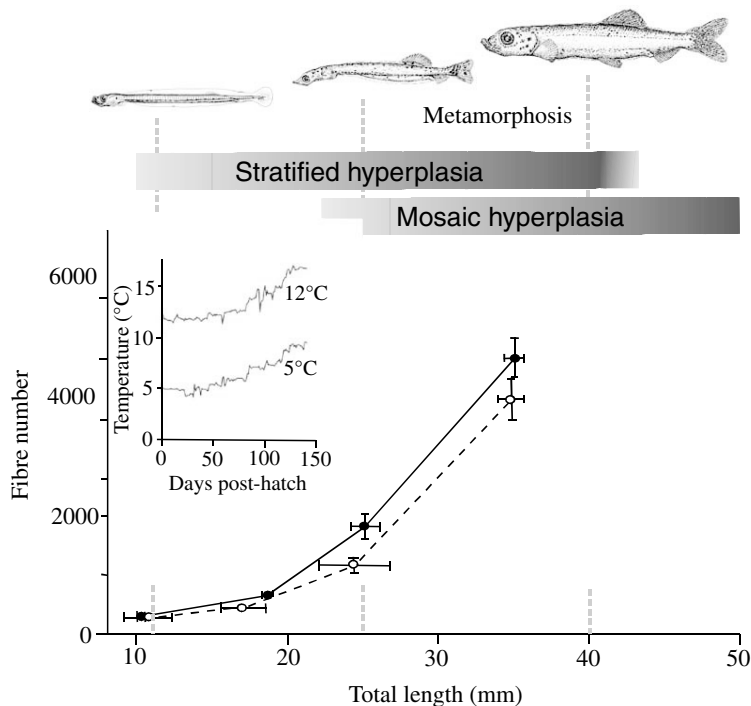 Metamorphosis
Stratified hyperplasia
Mosaic hyperplasia
6000
4000
2000
0
Fibre number
15
10
5
0
Temperature (°C)
12°C
5°C
0 50 100 150
Days post-hatch
10 20 30 40 50
Total length (mm)